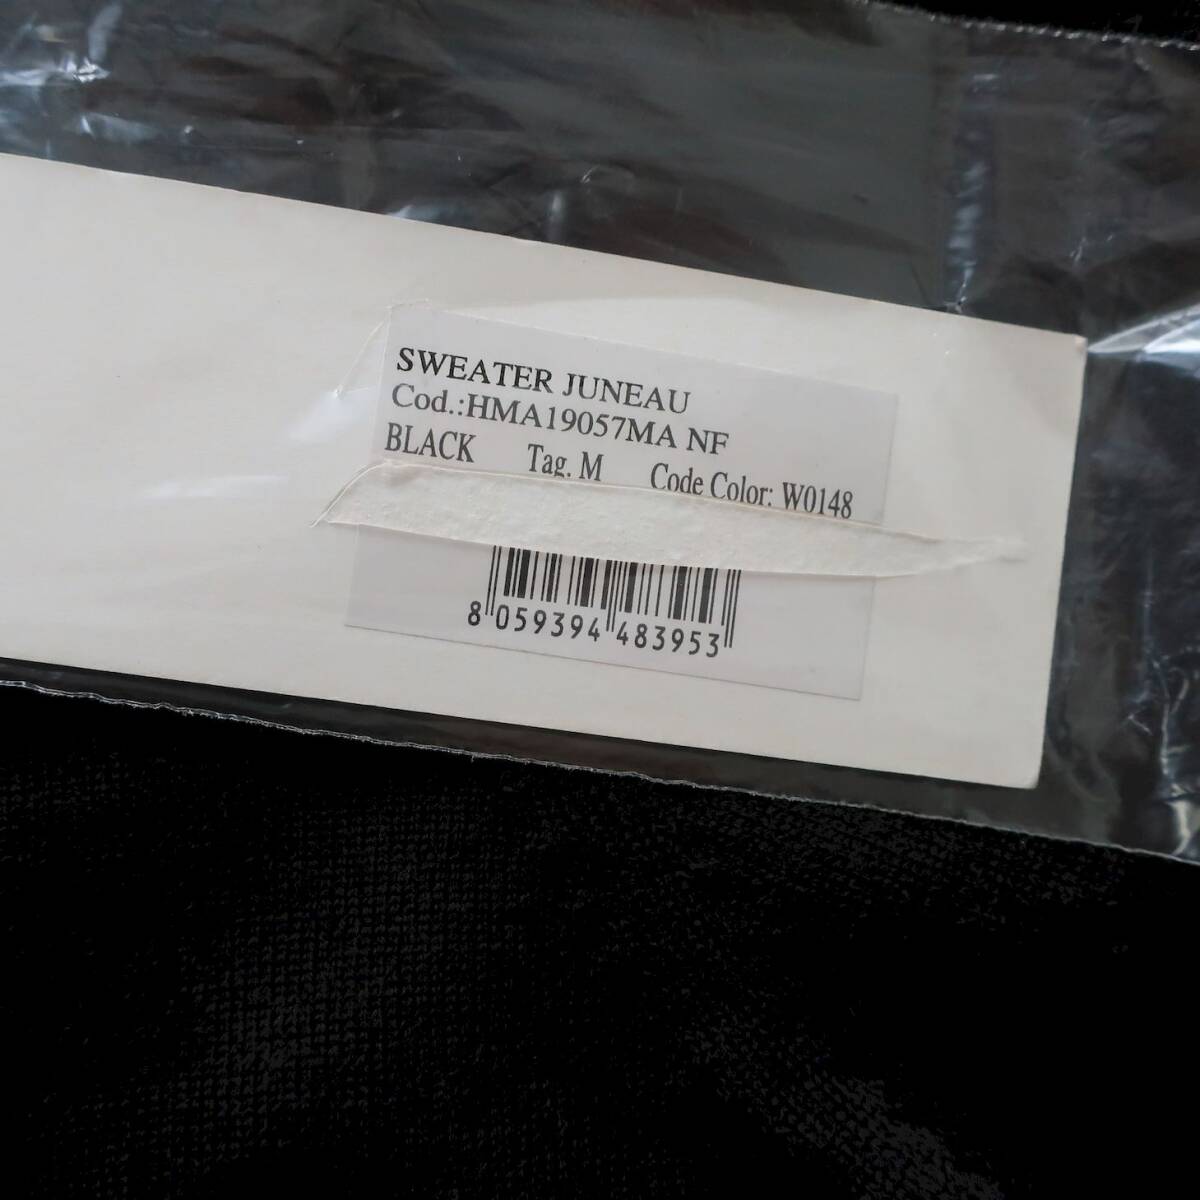 SWEATER JUNEAU
Cod.:HMA19057MA NF
BLACK Tag. M Code Color: W0148
8 059394 483953